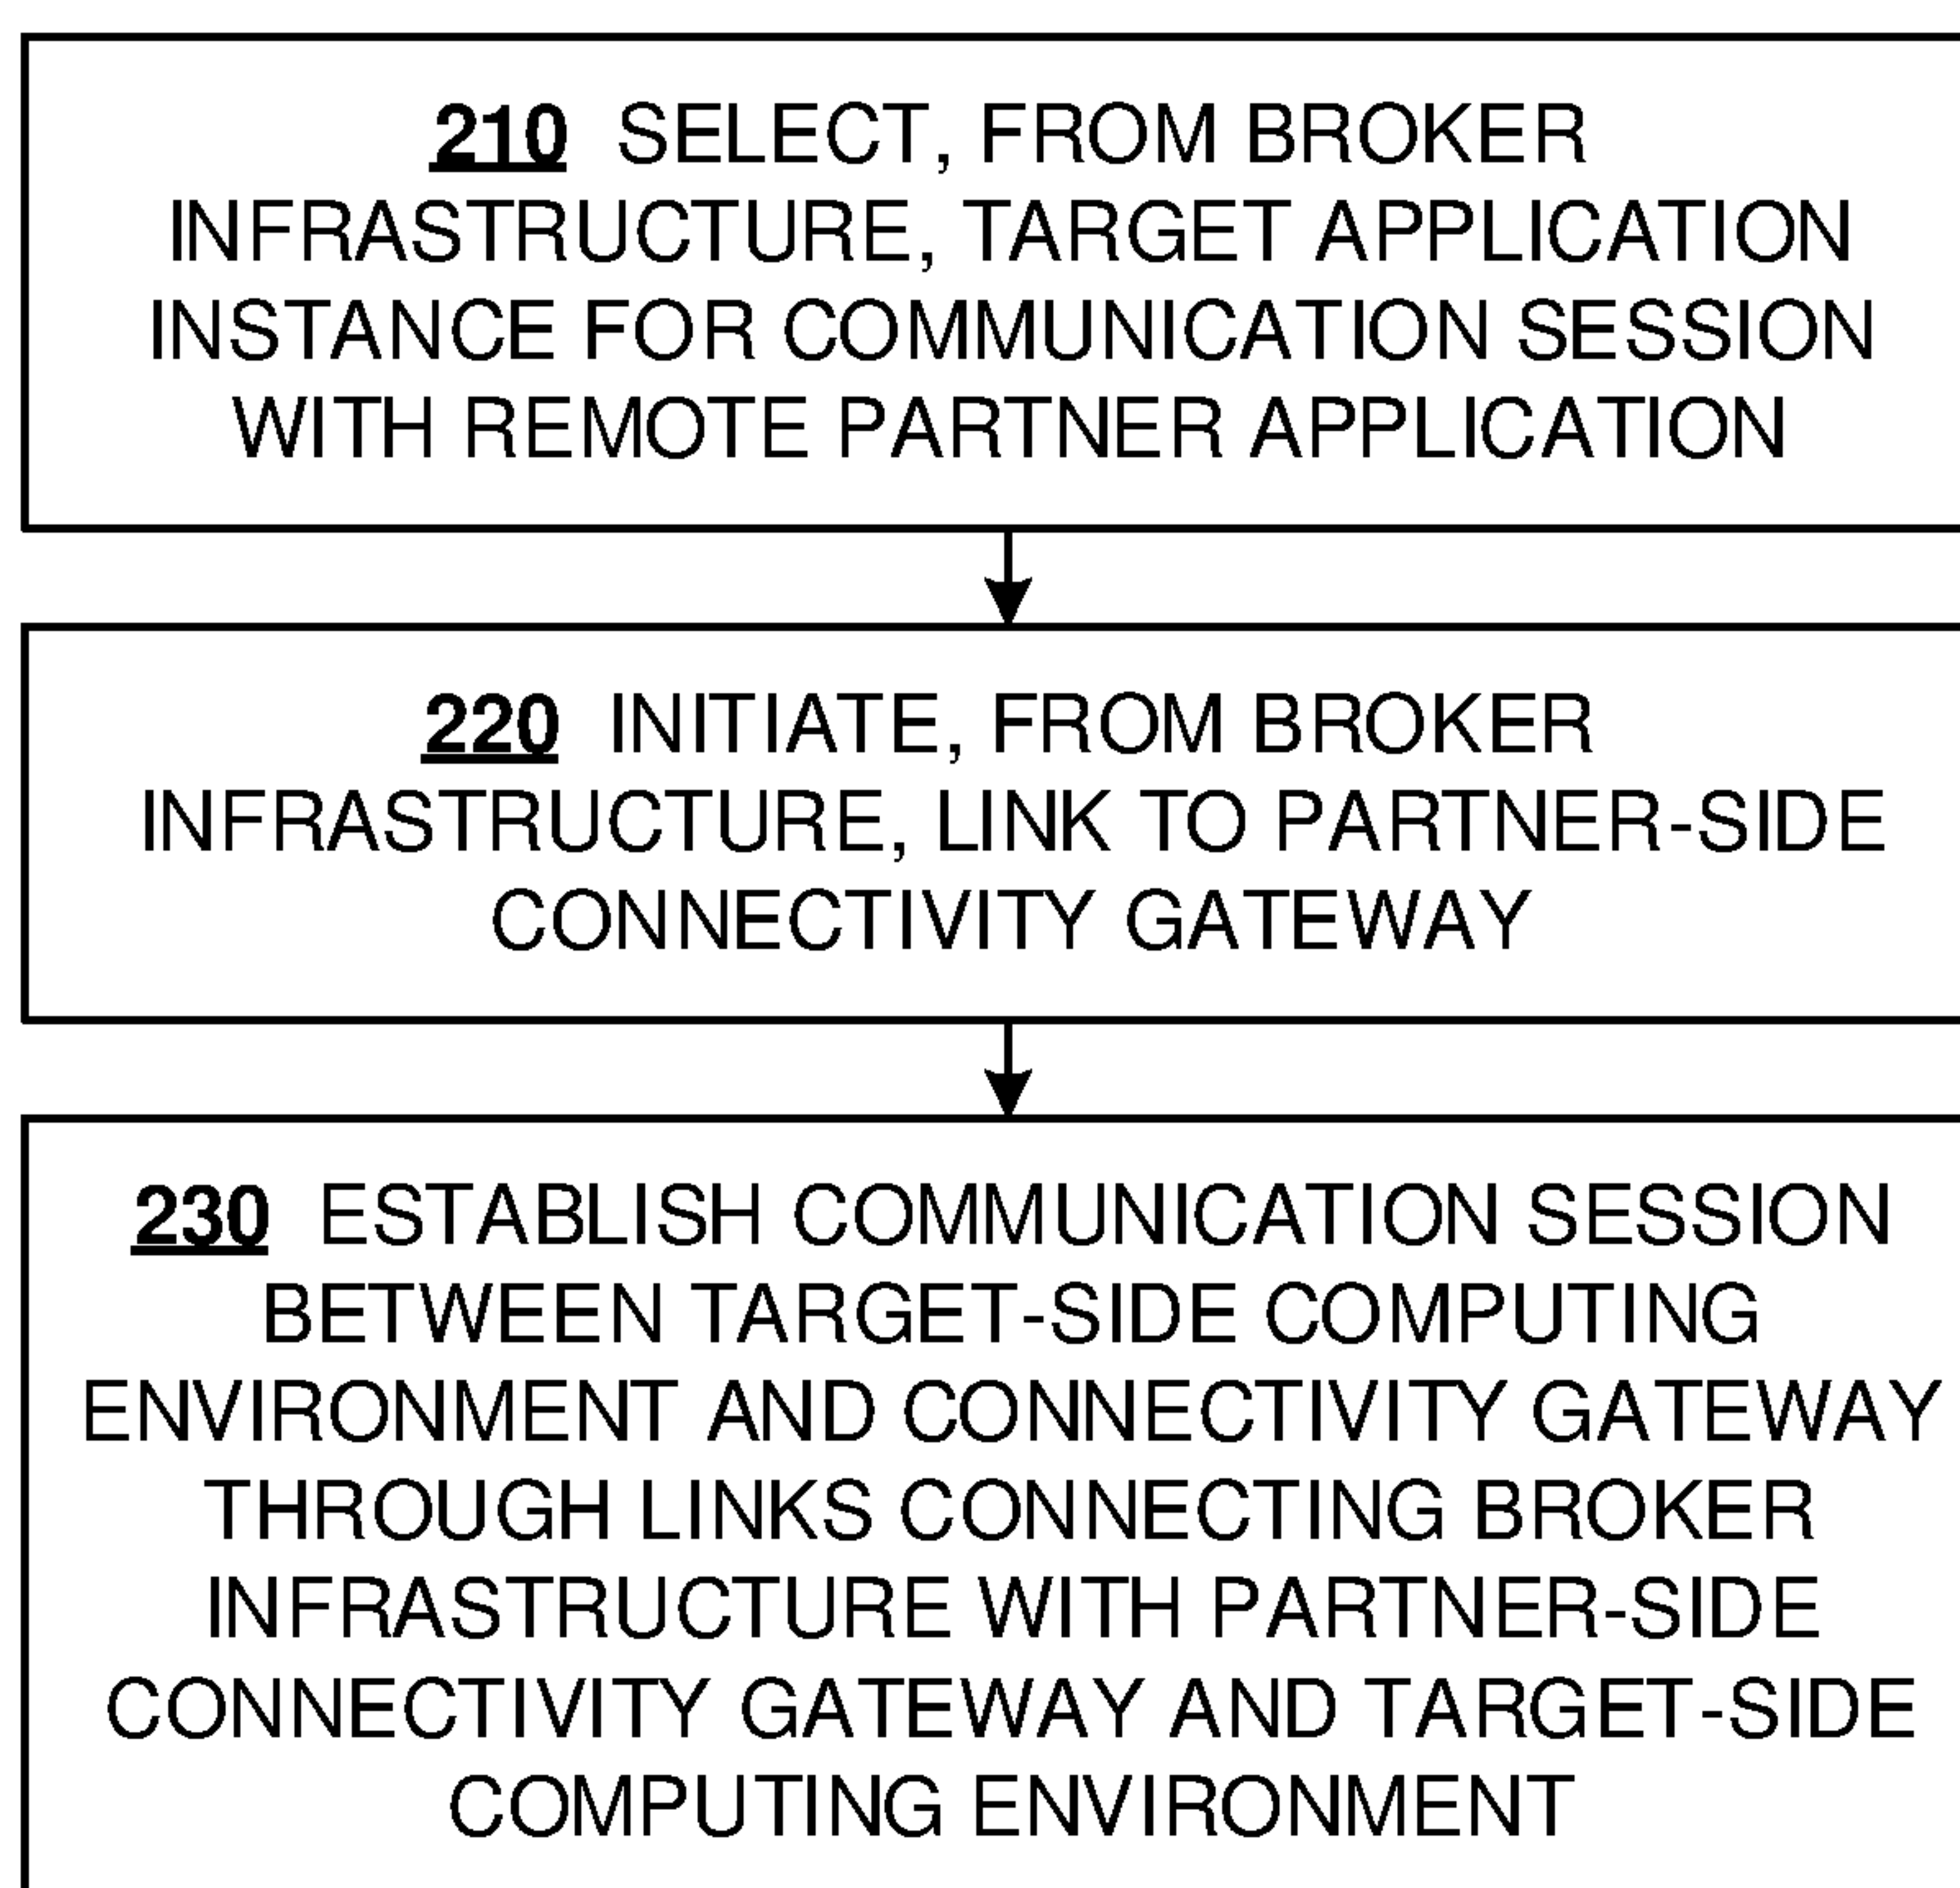 210 SELECT, FROM BROKER
INFRASTRUCTURE, TARGET APPLICATION
INSTANCE FOR COMMUNICATION SESSION
WITH REMOTE PARTNER APPLICATION
220 INITIATE, FROM BROKER
INFRASTRUCTURE, LINK TO PARTNER-SIDE
CONNECTIVITY GATEWAY
230 ESTABLISH COMMUNICATION SESSION
BETWEEN TARGET-SIDE COMPUTING
ENVIRONMENT AND CONNECTIVITY GATEWAY
THROUGH LINKS CONNECTING BROKER
INFRASTRUCTURE WITH PARTNER-SIDE
CONNECTIVITY GATEWAY AND TARGET-SIDE
COMPUTING ENVIRONMENT